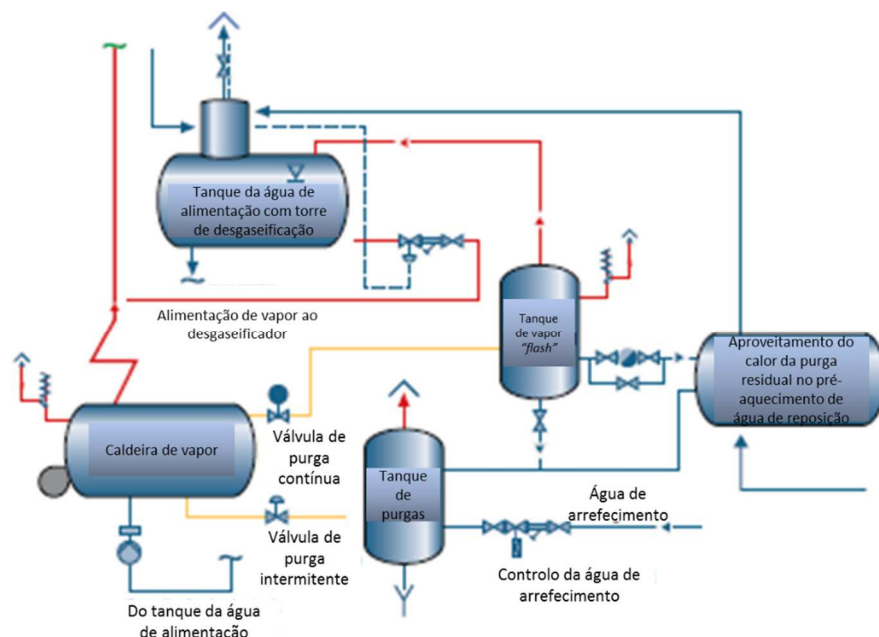 Tanque da água de
alimentação com torre
de desgaseificação
Alimentação de vapor ao
desgaseificador
Tanque
de vapor
“flash”
Aproveitamento do
calor da purga
residual no pré-
aquecimento de
água de reposição
Caldeira de vapor
Válvula de
purga
contínua
Tanque
de
purgas
Água de
arrefecimento
Válvula de
purga
intermitente
Controlo da água de
arrefecimento
Do tanque da água
de alimentação